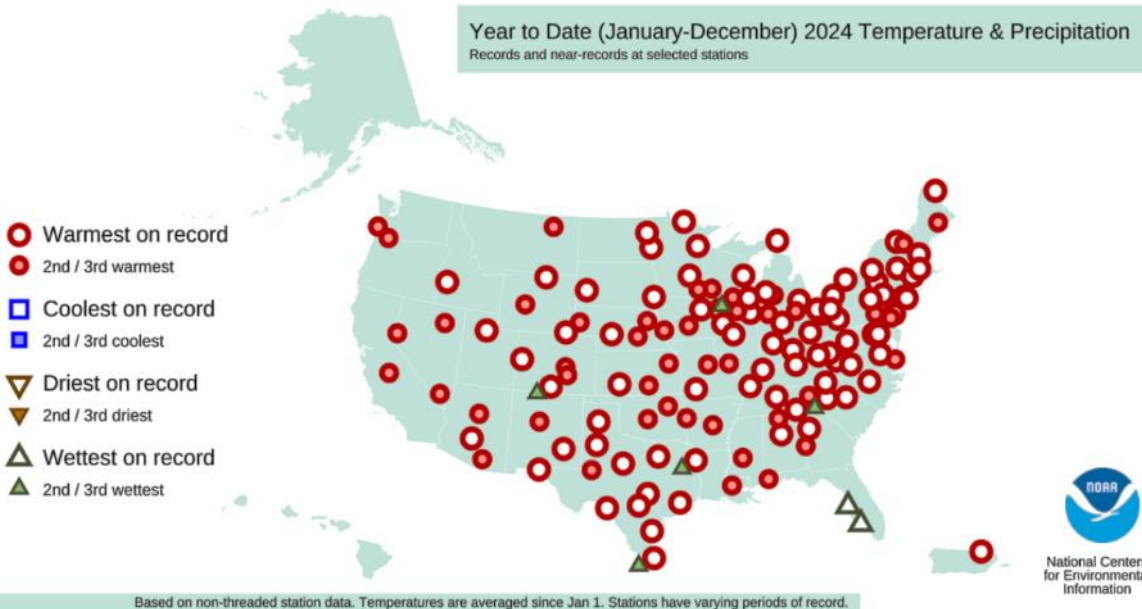 Year to Date (January-December) 2024 Temperature & Precipitation
Records and near-records at selected stations
Warmest on record
2nd / 3rd warmest
Coolest on record
2nd / 3rd coolest
Driest on record
2nd / 3rd driest
Wettest on record
2nd / 3rd wettest
NOAA
National Center
for Environmenta
Information
Based on non-threaded station data. Temperatures are averaged since Jan 1. Stations have varying periods of record.